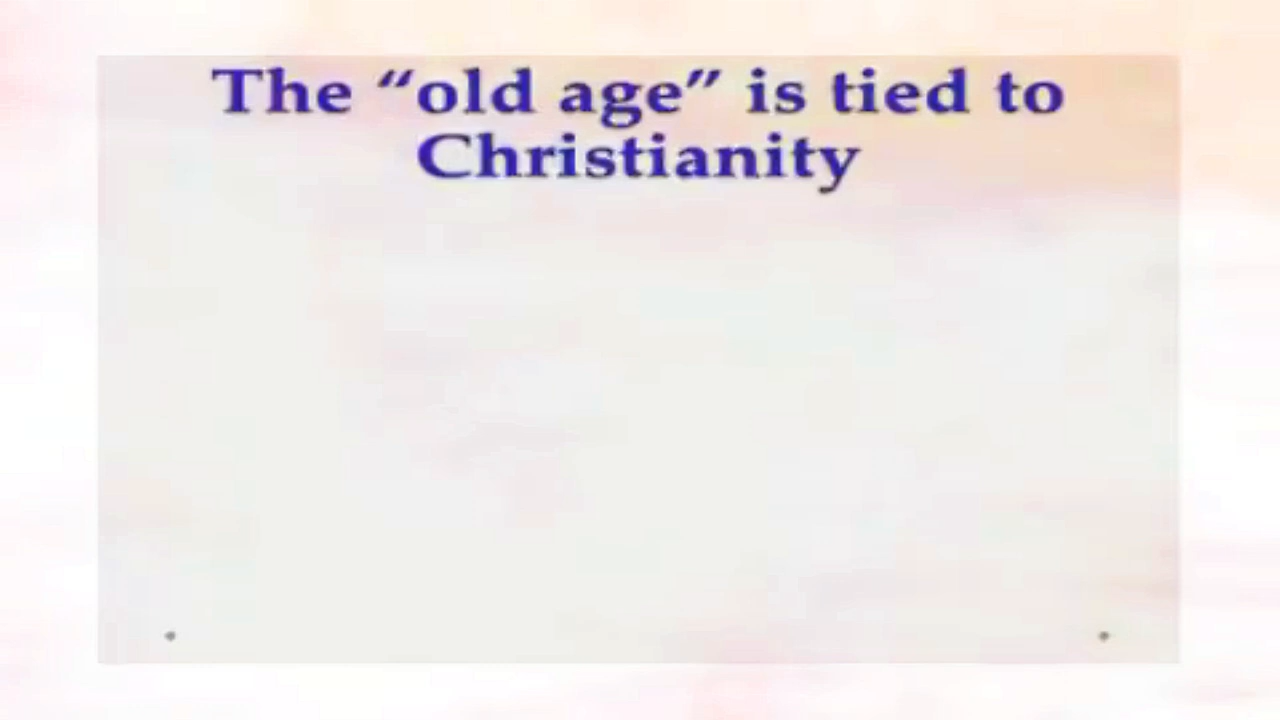 The “old age” is tied to
Christianity